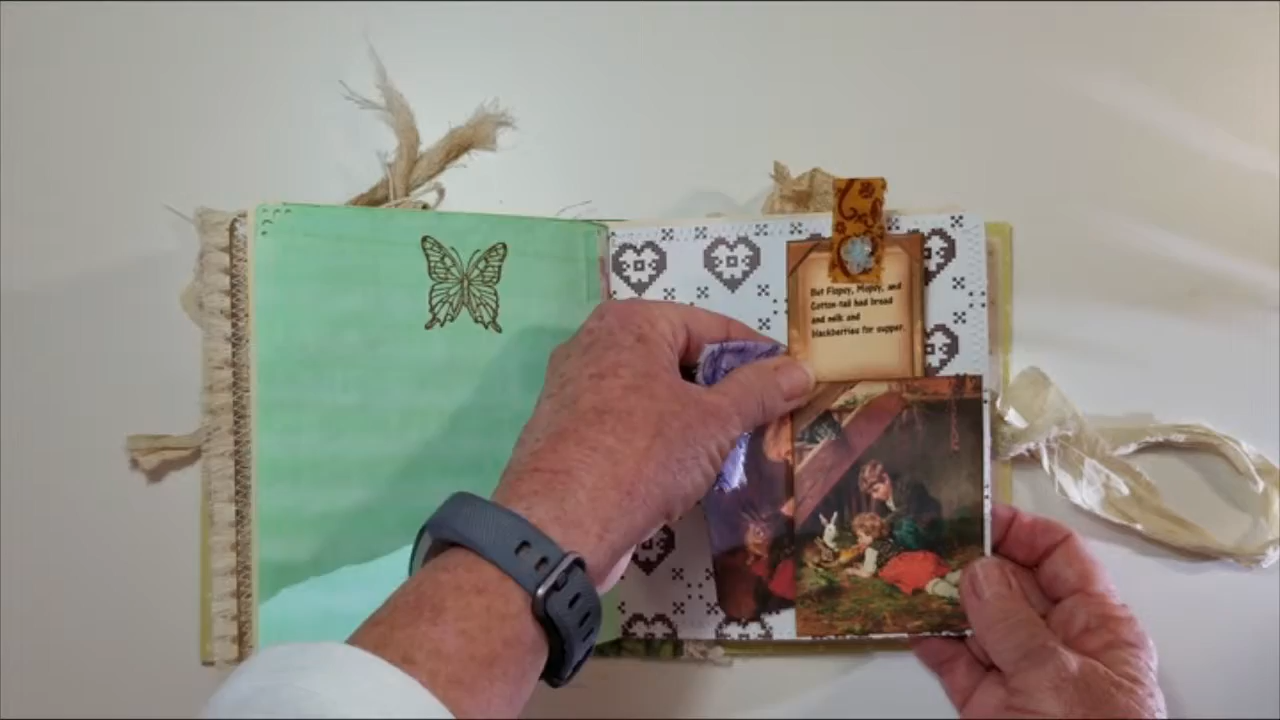 But Flopsy, Mopsy, and
Cotton-tail had bread
and milk and
blackberries for supper.